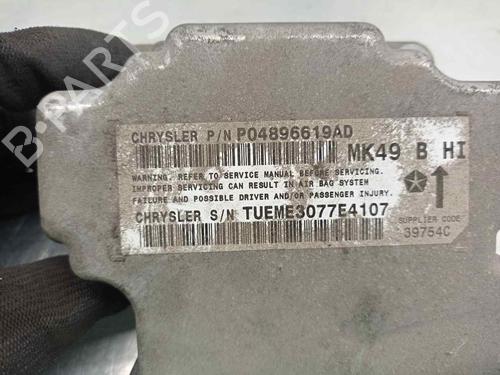 CHRYSLER P/N P04896619AD
MK49 B HI
WARNING. REFER TO SERVICE MANUAL BEFORE SERVICING.
IMPROPER SERVICING CAN RESULT IN AIR BAG SYSTEM
FAILURE AND POSSIBLE DRIVER AND/OR PASSENGER INJURY.
CHRYSLER S/N TUEME3077E4107
SUPPLIER CODE
39754C
B-PARTS